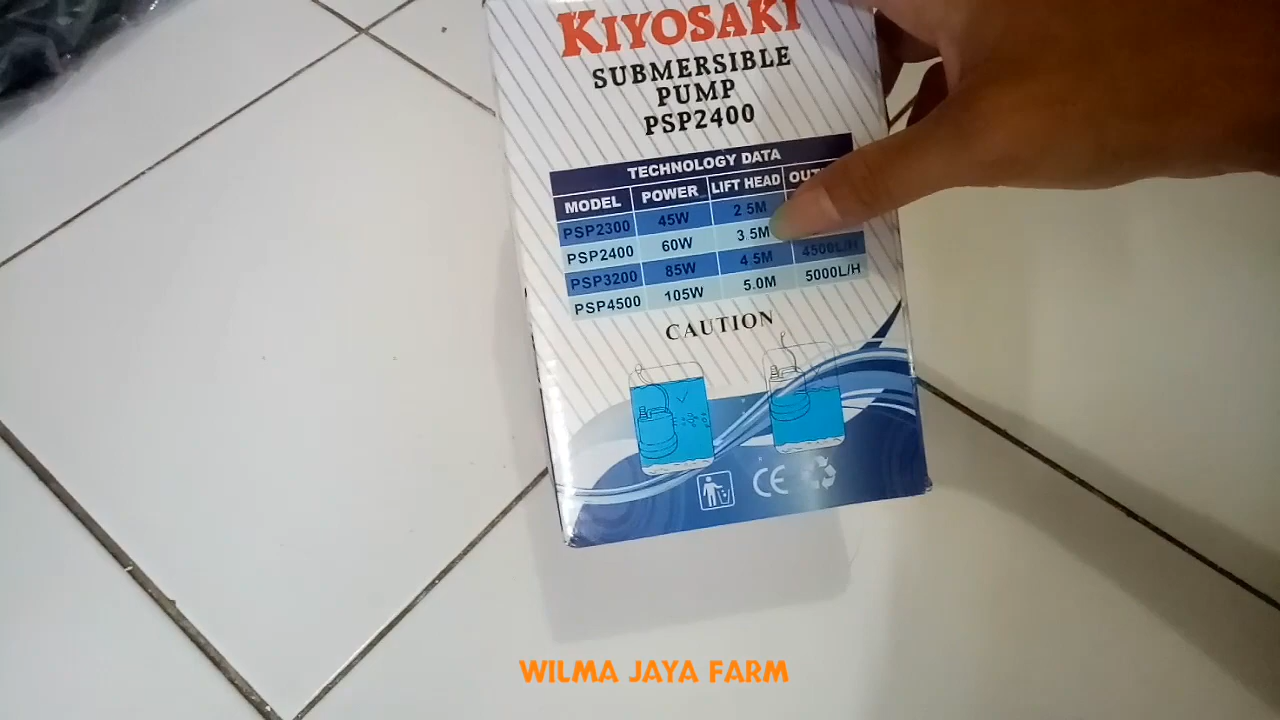 KIYOSAKI
SUBMERSIBLE
PUMP
PSP2400
TECHNOLOGY DATA
MODEL POWER LIFT HEAD
PSP2300 45W 2.5M
PSP2400 60W 3.5M
PSP3200 85W 4.5M 4500L/H
PSP4500 105W 5.0M 5000L/H
CAUTION
CE
WILMA JAYA FARM